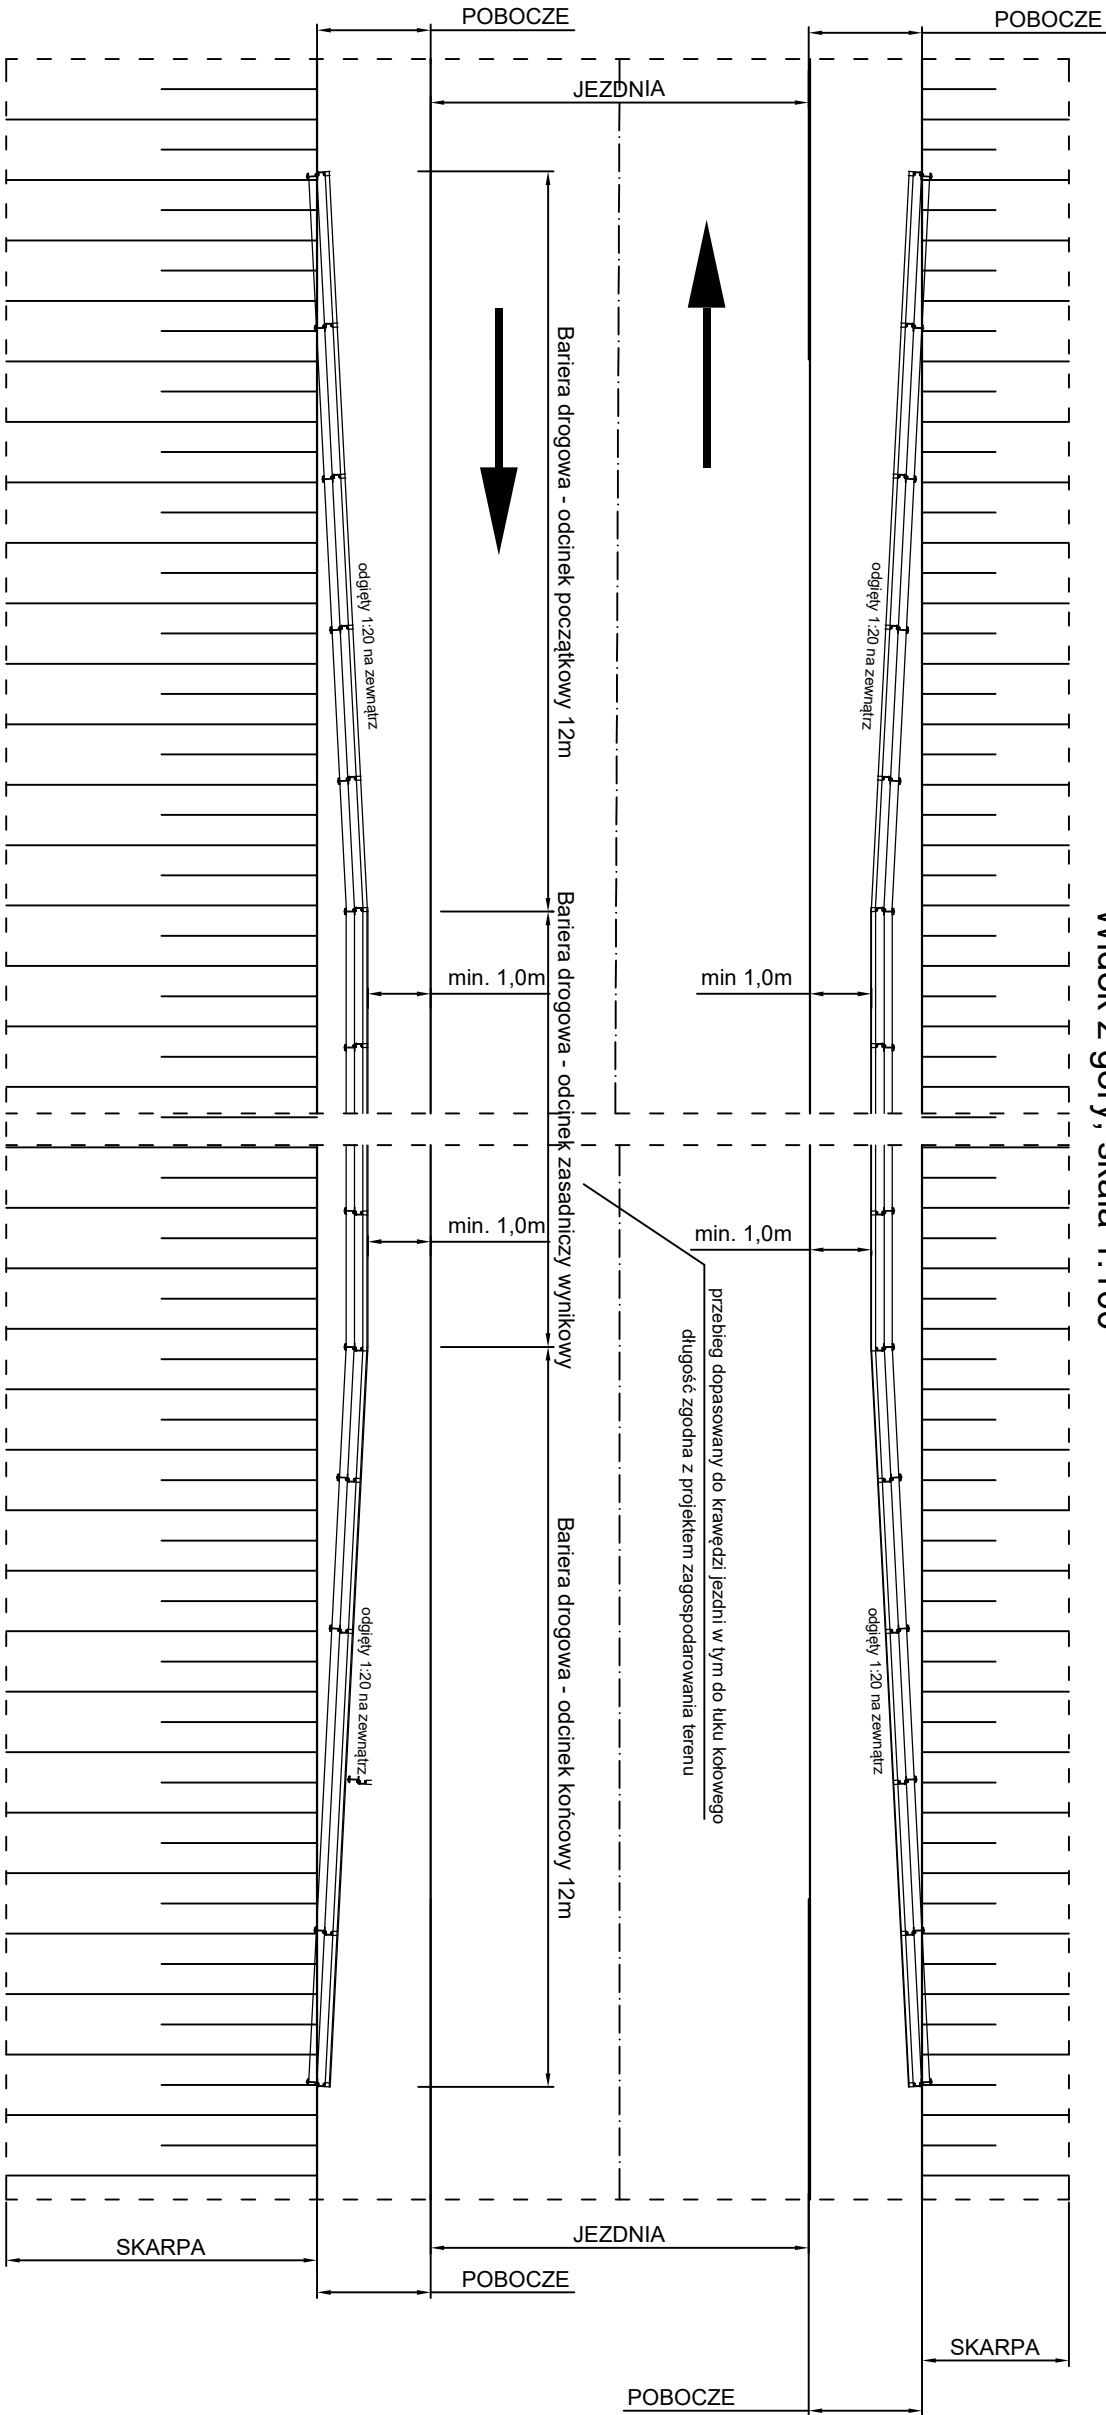 POBOCZE
POBOCZE
JEZDNIA
Bariera drogowa - odcinek początkowy 12m
odgięty 1:20 na zewnątrz
odgięty 1:20 na zewnątrz
Bariera drogowa - odcinek zasadniczy wynikowy
min. 1,0m
min 1,0m
min. 1,0m
min. 1,0m
przebieg dopasowany do krawędzi jezdni w tym do łuku kołowego
długość zgodna z projektem zagospodarowania terenu
Bariera drogowa - odcinek końcowy 12m
odgięty 1:20 na zewnątrz
odgięty 1:20 na zewnątrz
SKARPA
JEZDNIA
POBOCZE
SKARPA
POBOCZE